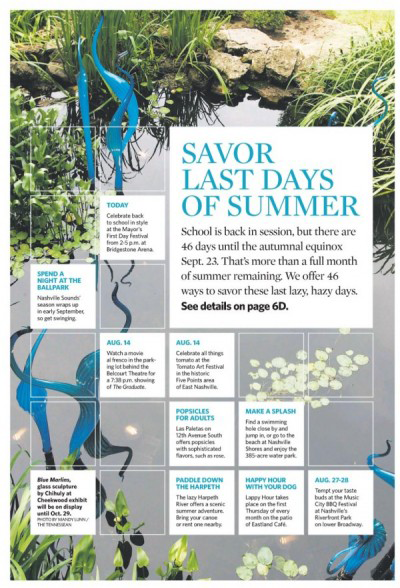 SAVOR
LAST DAYS
OF SUMMER
School is back in session, but there are
46 days until the autumnal equinox
Sept. 23. That's more than a full month
of summer remaining. We offer 46
ways to savor these last lazy, hazy days.
See details on page 6D.
TODAY
Celebrate back
to school in style
at the Mayor's
First Day Festival
from 2-5 p.m. at
Bridgestone Arena.
SPEND A
NIGHT AT THE
BALLPARK
Nashville Sounds'
season wraps up
in early September,
so get swinging.
AUG. 14
Watch a movie
al fresco in the park-
ing lot behind the
Belcourt Theatre for
a 7:38 p.m. showing
of The Graduate.
AUG. 14
Celebrate all things
tomato at the
Tomato Art Festival
in the historic
Five Points area
of East Nashville.
POPSICLES
FOR ADULTS
Las Paletas on
12th Avenue South
offers popsicles
with sophisticated
flavors, such as rose.
MAKE A SPLASH
Find a swimming
hole close by and
jump in, or go to the
beach at Nashville
Shores and enjoy the
385-acre water park.
Blue Marlins,
glass sculpture
by Chihuly at
Cheekwood exhibit
will be on display
until Oct. 29.
PHOTO BY MANDY LUNN /
THE TENNESSEAN
PADDLE DOWN
THE HARPETH
The lazy Harpeth
River offers a scenic
summer adventure.
Bring your canoe
or rent one nearby.
HAPPY HOUR
WITH YOUR DOG
Lappy Hour takes
place on the first
Thursday of every
month on the patio
of Eastland Café.
AUG. 27-28
Tempt your taste
buds at the Music
City BBQ Festival
at Nashville's
Riverfront Park
on lower Broadway.